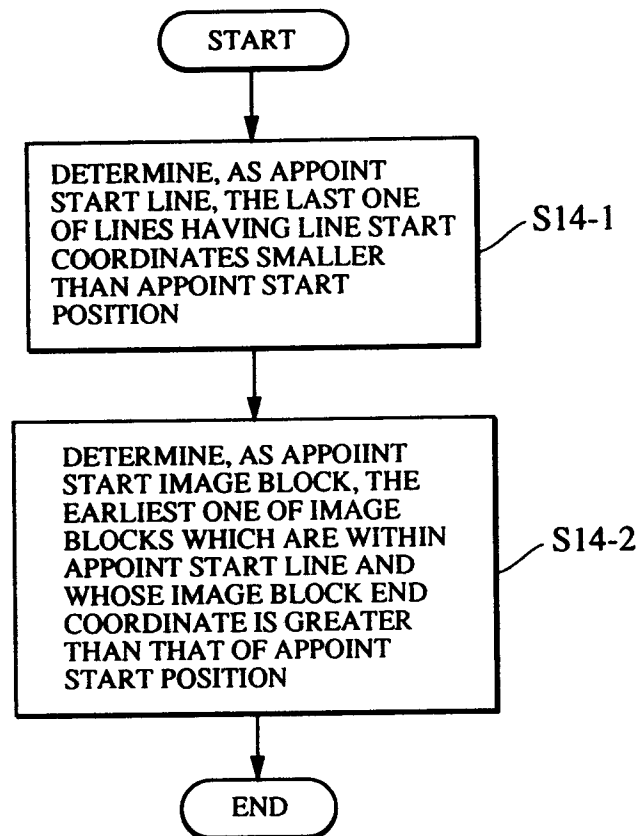 START
DETERMINE, AS APPOINT
START LINE, THE LAST ONE
OF LINES HAVING LINE START
COORDINATES SMALLER
THAN APPOINT START
POSITION
S14-1
DETERMINE, AS APPOIINT
START IMAGE BLOCK, THE
EARLIEST ONE OF IMAGE
BLOCKS WHICH ARE WITHIN
APPOINT START LINE AND
WHOSE IMAGE BLOCK END
COORDINATE IS GREATER
THAN THAT OF APPOINT
START POSITION
S14-2
END